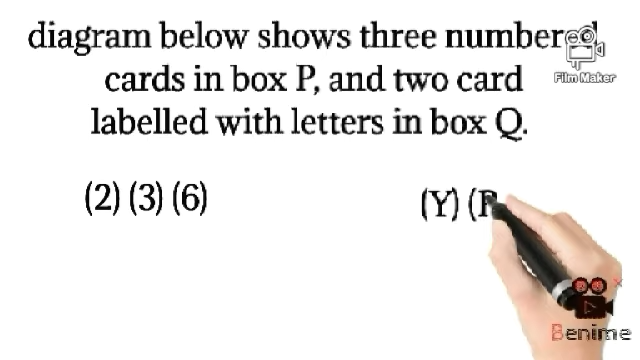 diagram below shows three numbered
cards in box P, and two card
labelled with letters in box Q.
(2) (3) (6) (Y)
Film Maker
Benime